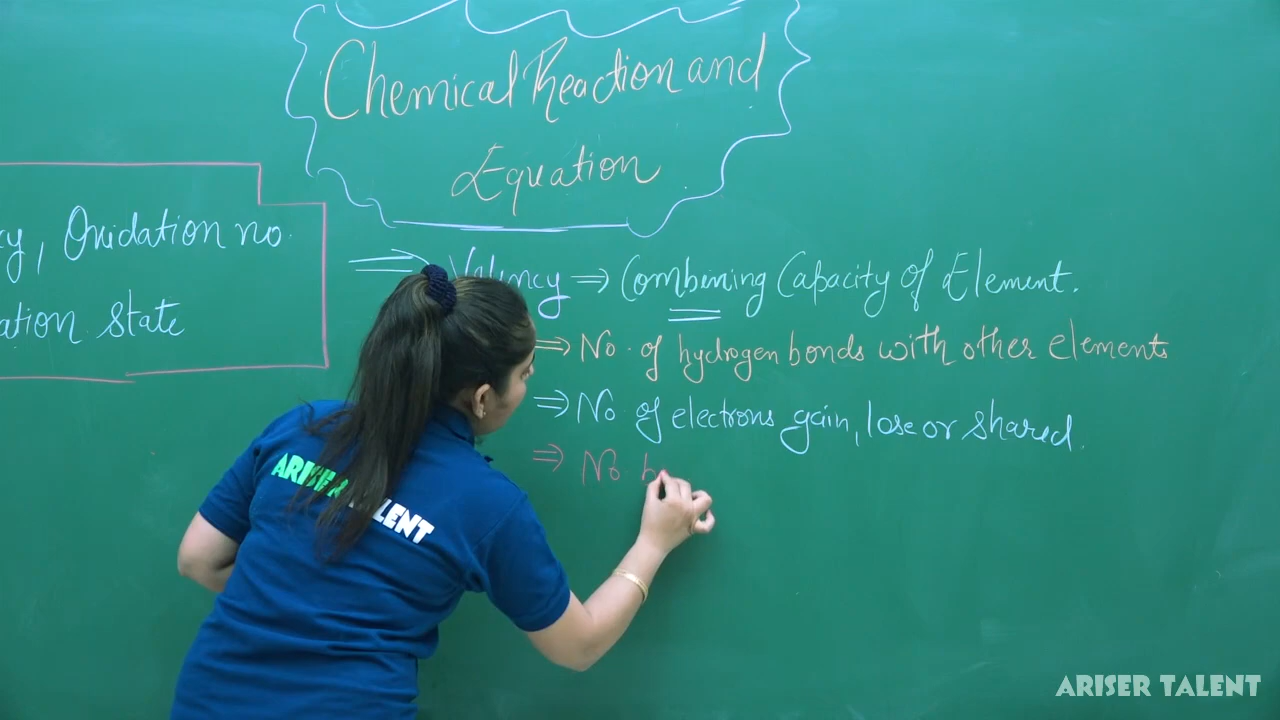 Chemical Reaction and
Equation
cy, Oxidation no.
ation state
⇒ Valency ⇒ Combining Capacity of Element.
⇒ No. of hydrogen bonds with other elements
⇒ No. of electrons gain, lose or shared.
⇒ No
ARISER TALENT
ARISER TALENT